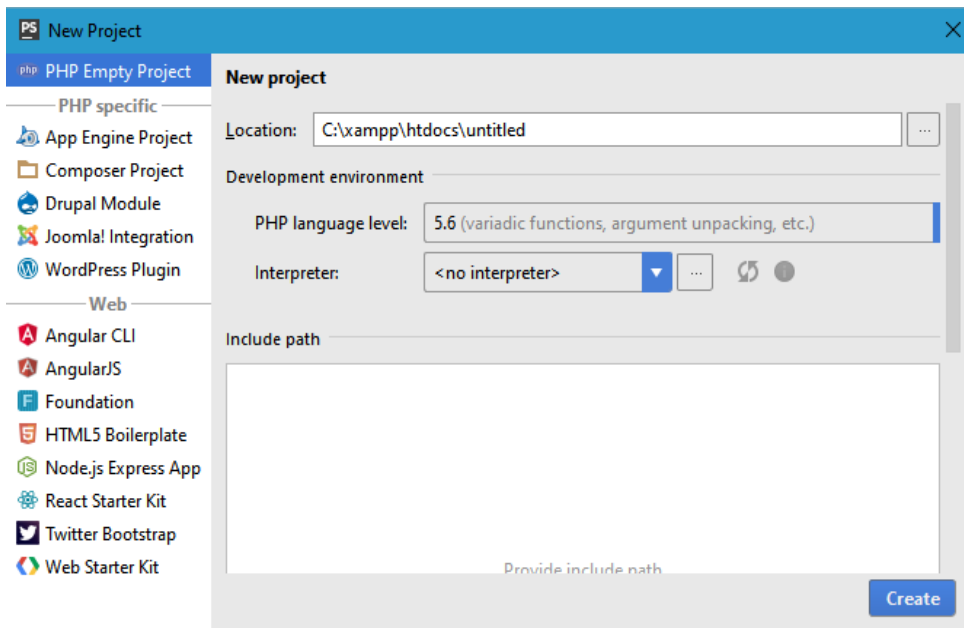 PS New Project
php PHP Empty Project
PHP specific
App Engine Project
Composer Project
Drupal Module
Joomla! Integration
WordPress Plugin
Web
Angular CLI
AngularJS
Foundation
HTML5 Boilerplate
Node.js Express App
React Starter Kit
Twitter Bootstrap
Web Starter Kit
New project
Location: C:\xampp\htdocs\untitled ...
Development environment
PHP language level: 5.6 (variadic functions, argument unpacking, etc.)
Interpreter: <no interpreter> ...
Include path
Provide include path
Create